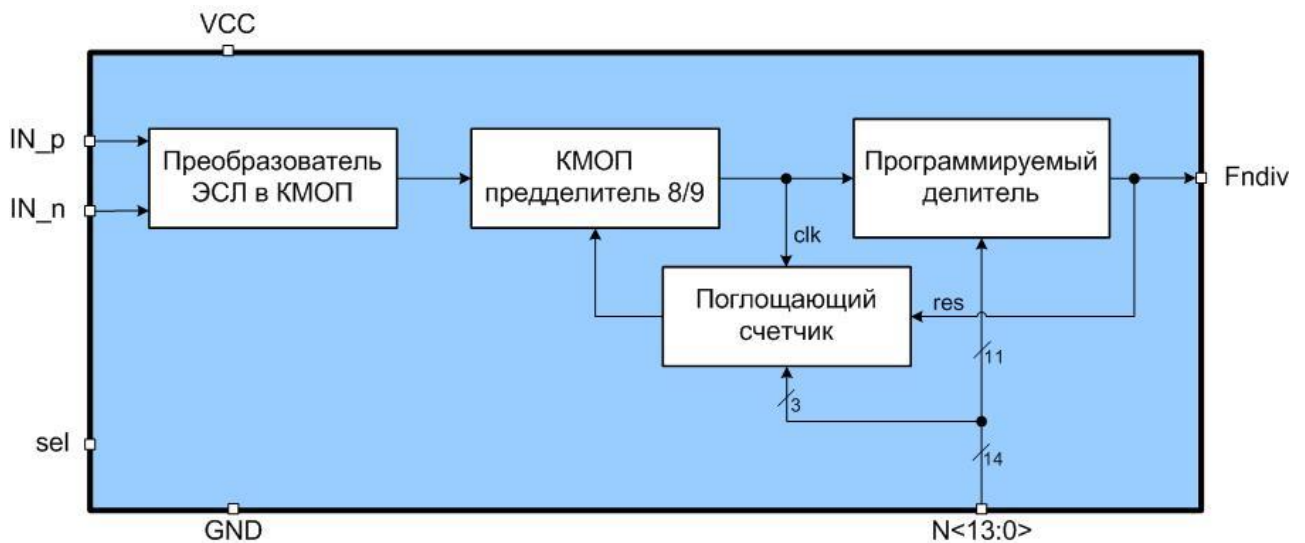 VCC
IN_p
IN_n
Преобразователь
ЭСЛ в КМОП
КМОП
предделитель 8/9
Программируемый
делитель
Fndiv
clk
Поглощающий
счетчик
res
11
3
14
sel
GND
N<13:0>